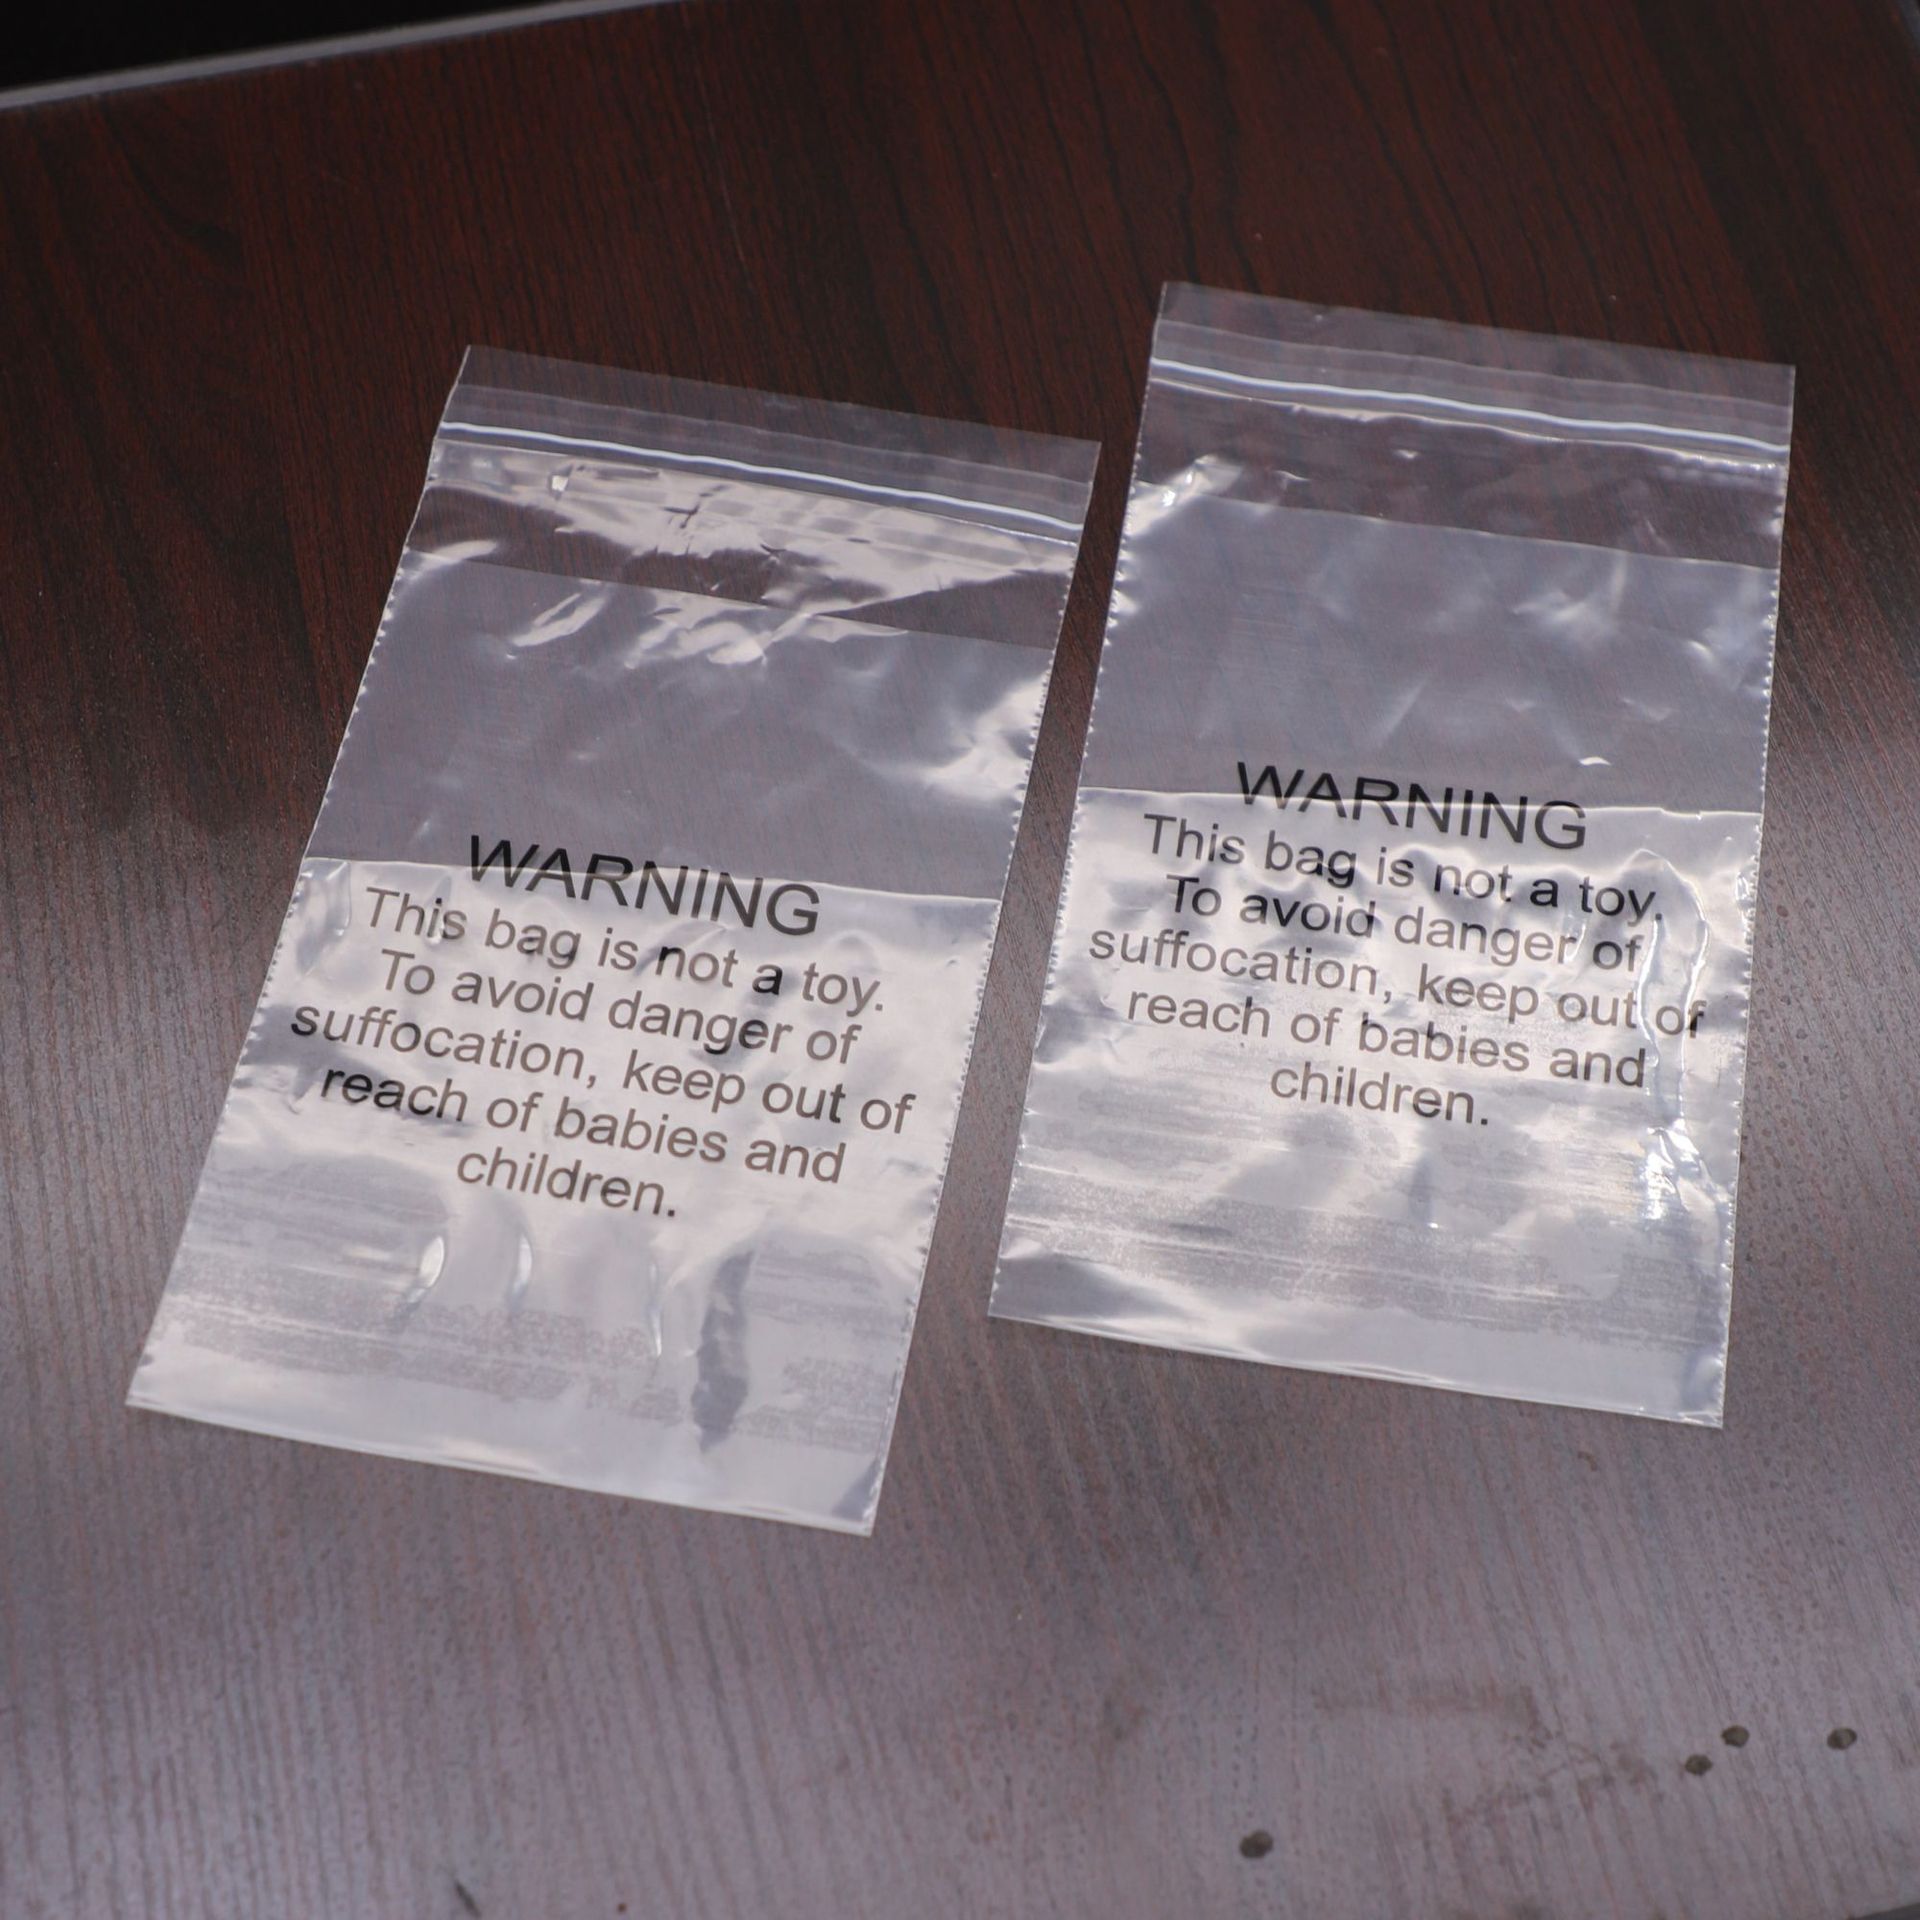 WARNING
This bag is not a toy.
To avoid danger of
suffocation, keep out of
reach of babies and
children.
WARNING
This bag is not a toy.
To avoid danger of
suffocation, keep out of
reach of babies and
children.